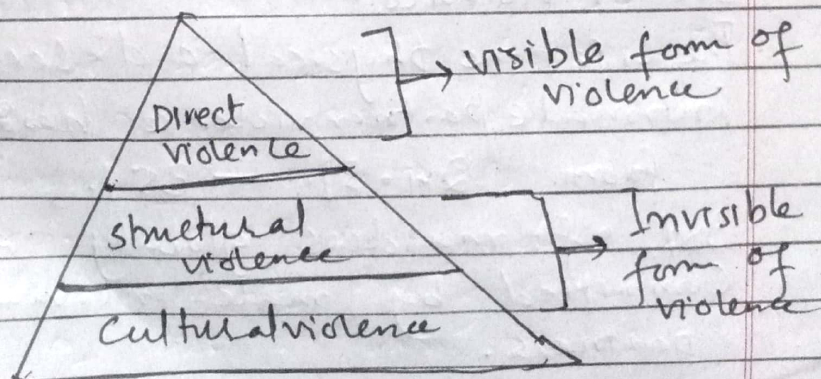 Direct
violence
→ visible form of
violence
structural
violence
→ Invisible
form of
violence
Cultural violence